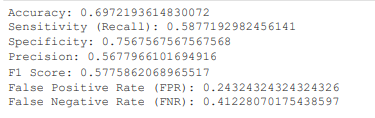 Accuracy: 0.6972193614830072
Sensitivity (Recall): 0.5877192982456141
Specificity: 0.7567567567567568
Precision: 0.5677966101694916
F1 Score: 0.5775862068965517
False Positive Rate (FPR): 0.24324324324324326
False Negative Rate (FNR): 0.41228070175438597